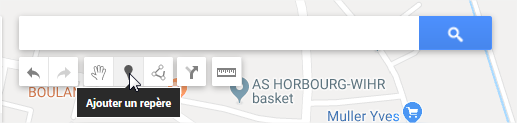 BOULAN
Ajouter un repère
AS HORBOURG-WIHR
basket
Muller Yves